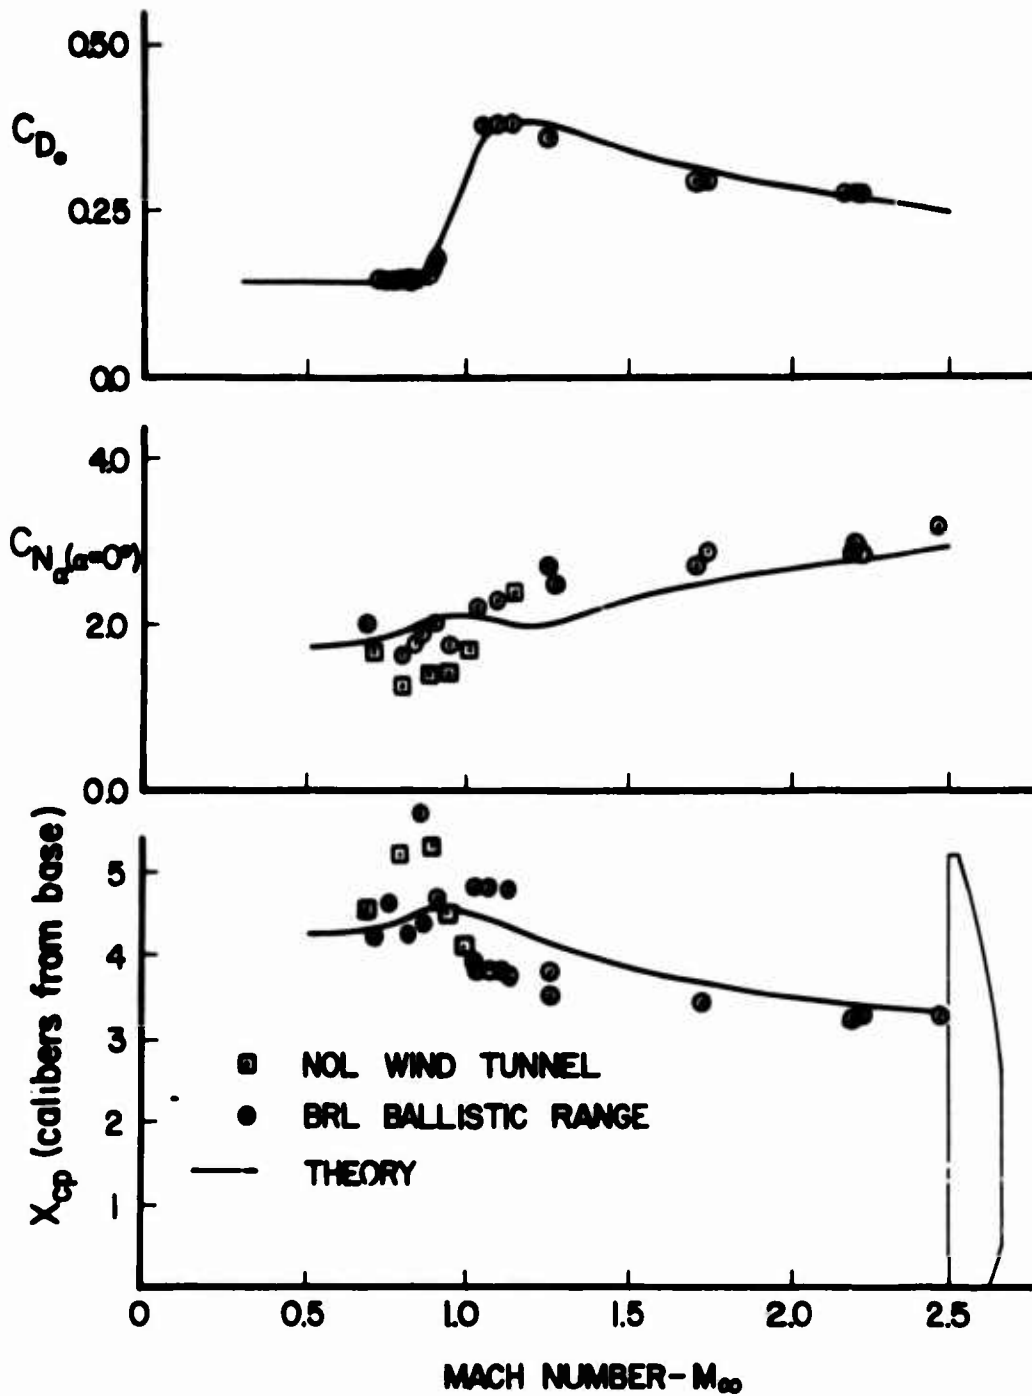 0.50
C_D₀
0.25
0.0
4.0
C_Nα(α=0°)
2.0
0.0
X_cp (calibers from base)
5
4
3
2
1
NOL WIND TUNNEL
BRL BALLISTIC RANGE
THEORY
0 0.5 1.0 1.5 2.0 2.5
MACH NUMBER-M∞